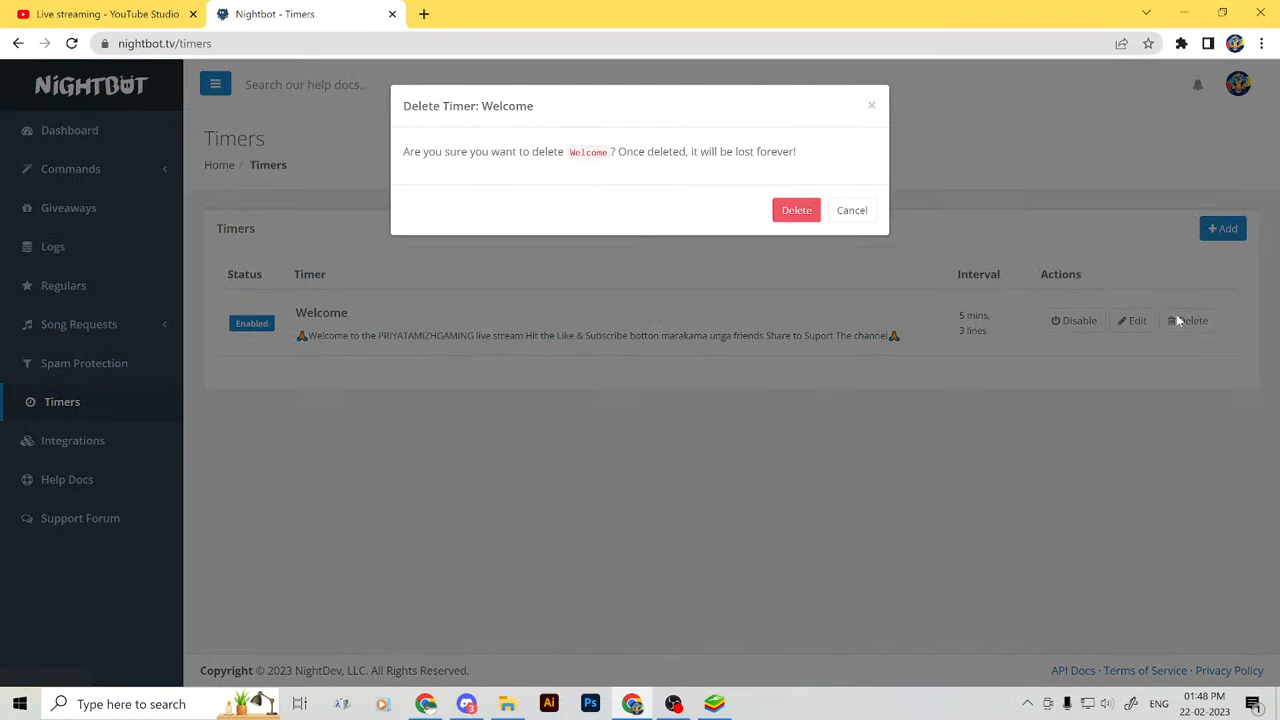 Live streaming - YouTube Studio
Nightbot - Timers
nightbot.tv/timers
NiGHTBOT
Search our help docs..
Dashboard
Commands
Giveaways
Logs
Regulars
Song Requests
Spam Protection
Timers
Integrations
Help Docs
Support Forum
Timers
Home / Timers
Delete Timer: Welcome
×
Are you sure you want to delete Welcome? Once deleted, it will be lost forever!
Delete
Cancel
Timers
+ Add
Status
Timer
Interval
Actions
Enabled
Welcome
🙏Welcome to the PRIYATAMIZHGAMING live stream Hit the Like & Subscribe botton marakama unga friends Share to Suport The channel🙏
5 mins,
3 lines
Disable
Edit
Delete
Copyright © 2023 NightDev, LLC. All Rights Reserved.
API Docs · Terms of Service · Privacy Policy
Type here to search
Ai
Ps
ENG
01:48 PM
22-02-2023
1